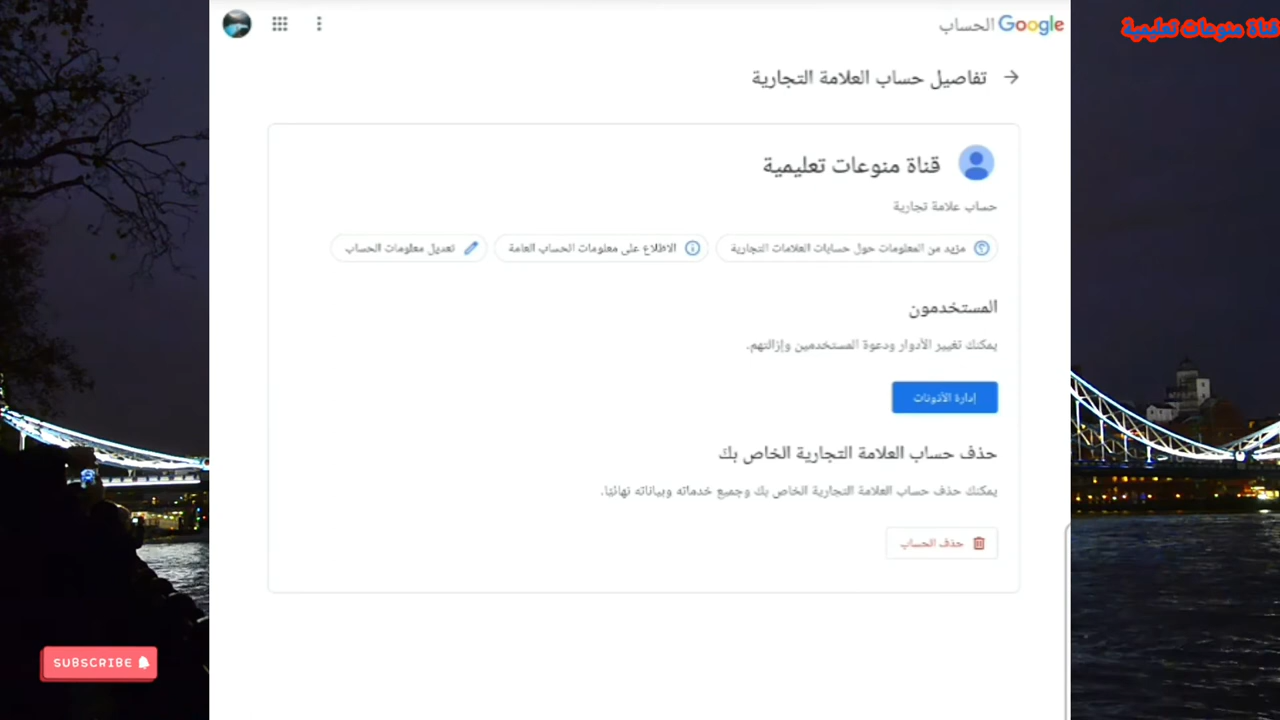 قناة منوعات تعليمية
Google الحساب
تفاصيل حساب العلامة التجارية
قناة منوعات تعليمية
حساب علامة تجارية
مزيد من المعلومات حول حسابات العلامات التجارية
الاطّلاع على معلومات الحساب العامة
تعديل معلومات الحساب
المستخدمون
يمكنك تغيير الأدوار ودعوة المستخدمين وإزالتهم.
إدارة الأذونات
حذف حساب العلامة التجارية الخاص بك
يمكنك حذف حساب العلامة التجارية الخاص بك وجميع خدماته وبياناته نهائيًا.
حذف الحساب
SUBSCRIBE